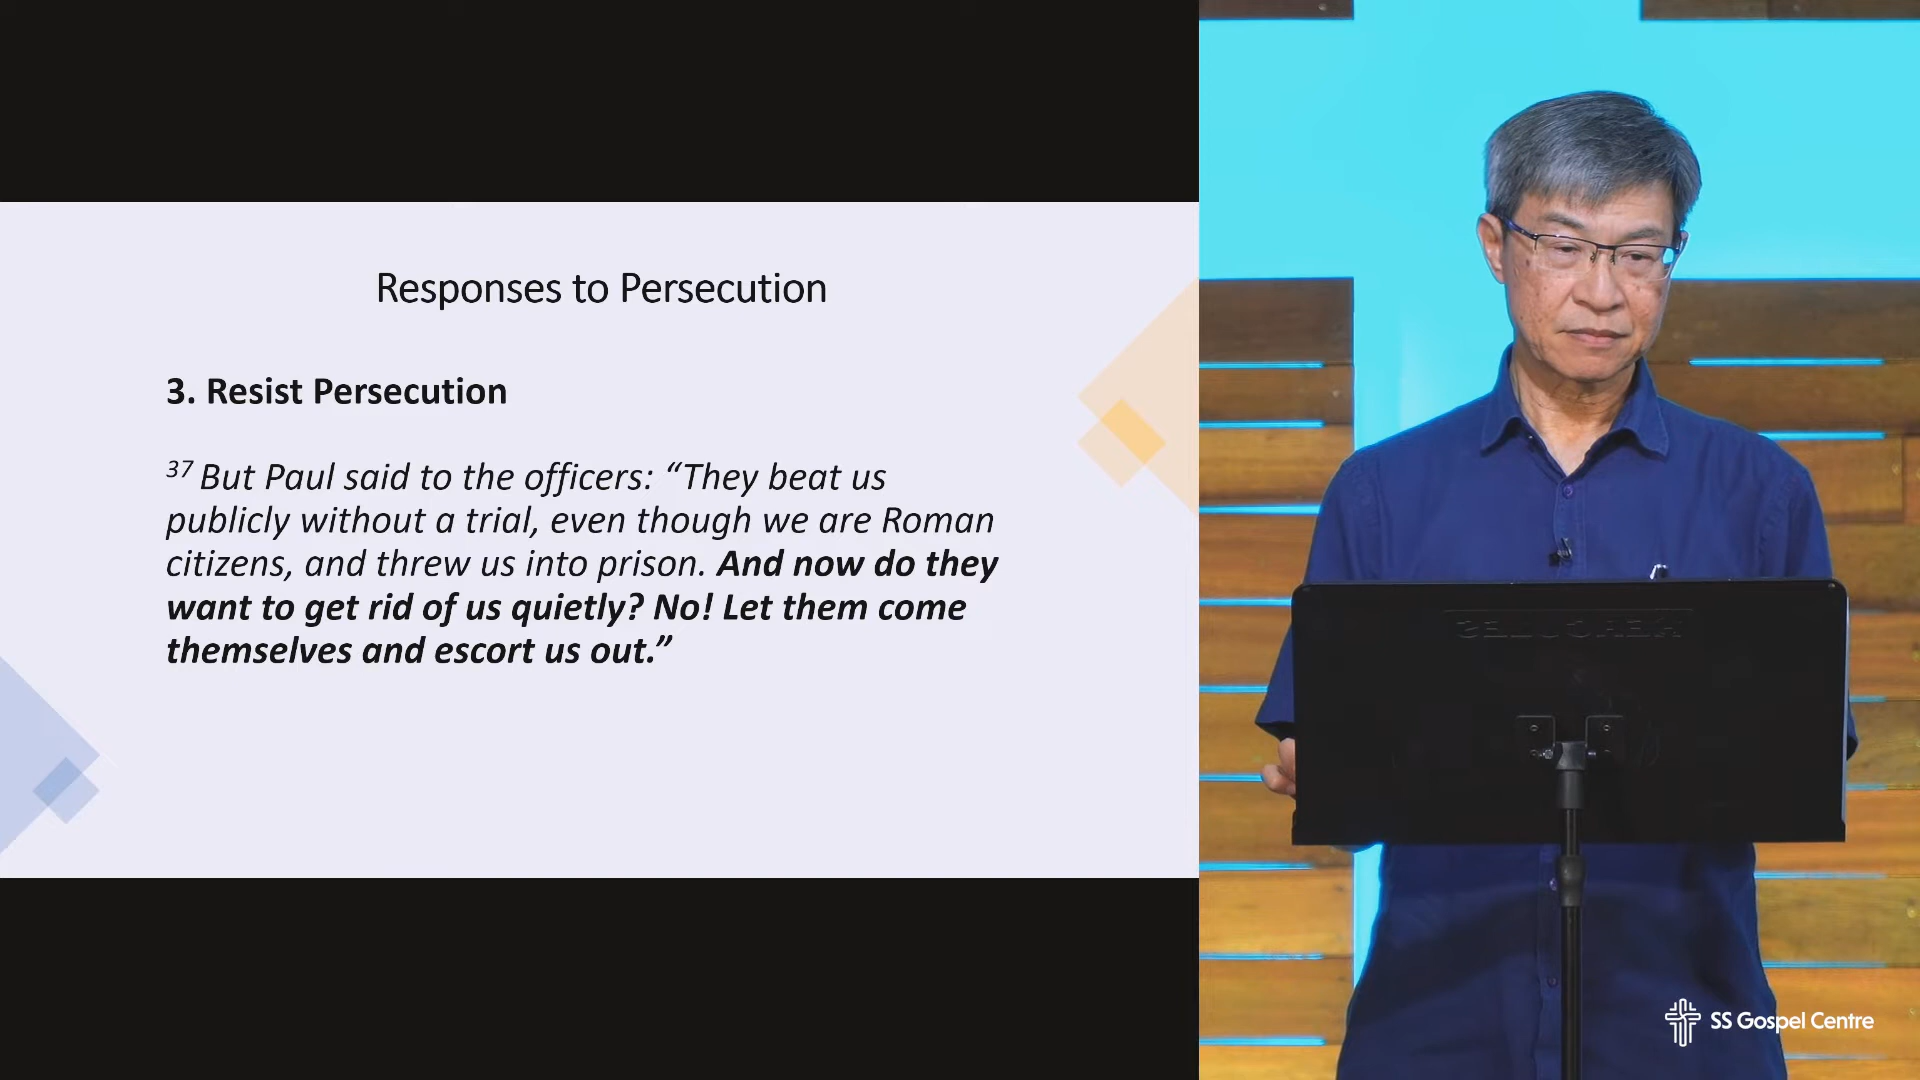 Responses to Persecution
3. Resist Persecution
37 But Paul said to the officers: “They beat us
publicly without a trial, even though we are Roman
citizens, and threw us into prison. And now do they
want to get rid of us quietly? No! Let them come
themselves and escort us out.”
HERCULES
SS Gospel Centre